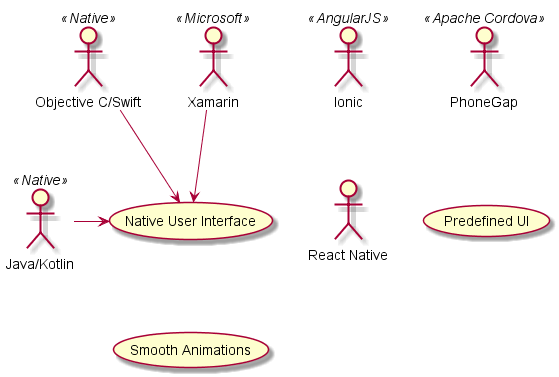 «Native»
«Microsoft»
«AngularJS»
«Apache Cordova»
Objective C/Swift
Xamarin
Ionic
PhoneGap
«Native»
Java/Kotlin
Native User Interface
React Native
Predefined UI
Smooth Animations